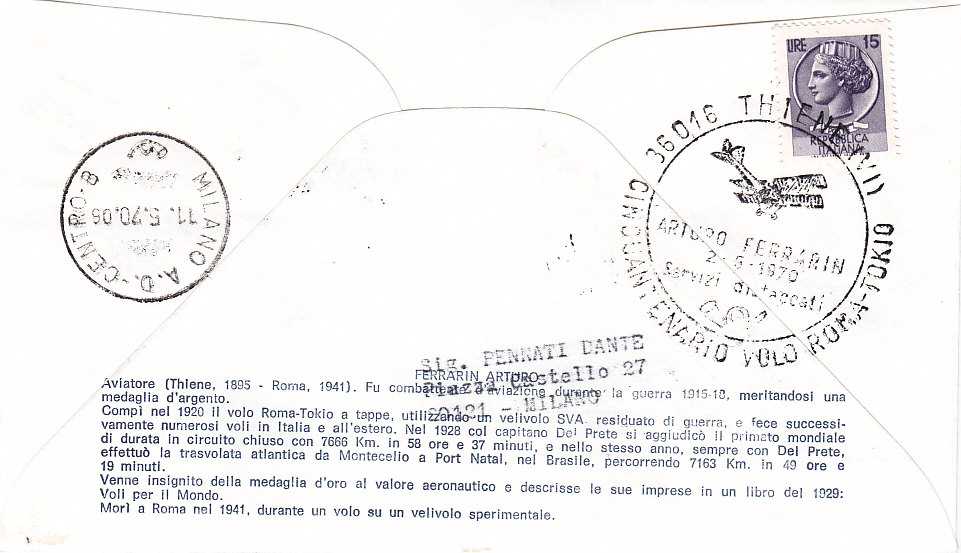 LIRE 15
REPUBBLICA
ITALIANA
36016 THIENE (VI)
CINQUANTENARIO VOLO ROMA-TOKIO
ARTURO FERRARIN
2-5-1970
Servizi distaccati
MILANO A.D.-CENTRO-8
11.5.70.06
Sig. PENNATI DANTE
Piazza Castello 27
20121 - MILANO
FERRARIN ARTURO
Aviatore (Thiene, 1895 - Roma, 1941). Fu combattente d'aviazione durante la guerra 1915-18, meritandosi una
medaglia d'argento.
Compì nel 1920 il volo Roma-Tokio a tappe, utilizzando un velivolo SVA residuato di guerra, e fece successi-
vamente numerosi voli in Italia e all'estero. Nel 1928 col capitano Del Prete si aggiudicò il primato mondiale
di durata in circuito chiuso con 7666 Km. in 58 ore e 37 minuti, e nello stesso anno, sempre con Del Prete,
effettuò la trasvolata atlantica da Montecelio a Port Natal, nel Brasile, percorrendo 7163 Km. in 49 ore e
19 minuti.
Venne insignito della medaglia d'oro al valore aeronautico e descrisse le sue imprese in un libro del 1929:
Voli per il Mondo.
Morì a Roma nel 1941, durante un volo su un velivolo sperimentale.